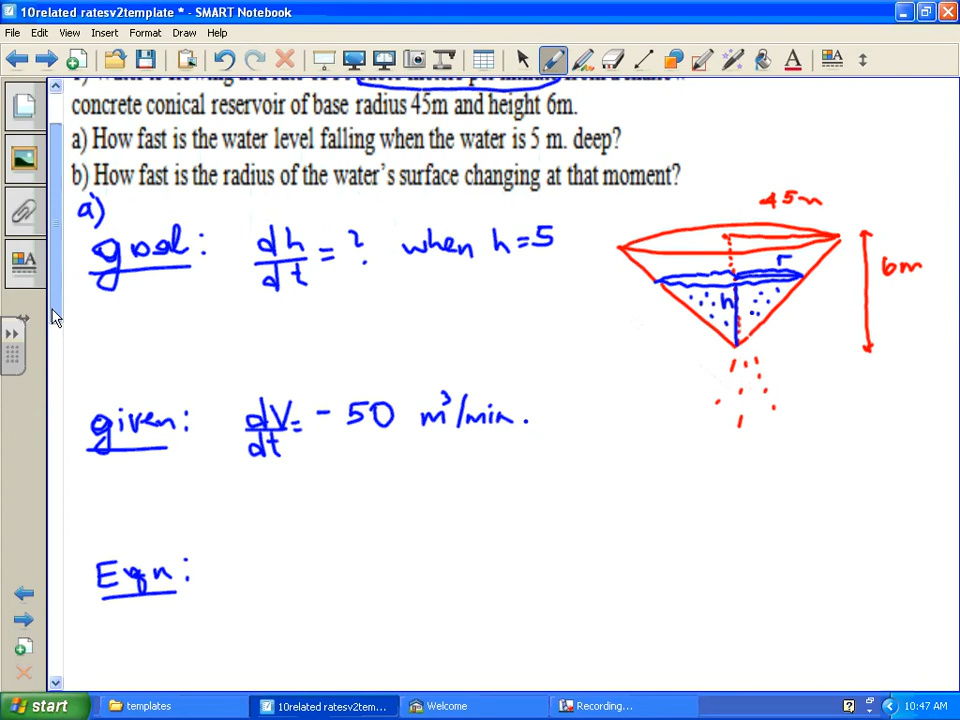 10related ratesv2template * - SMART Notebook
File Edit View Insert Format Draw Help
concrete conical reservoir of base radius 45m and height 6m.
a) How fast is the water level falling when the water is 5 m. deep?
b) How fast is the radius of the water's surface changing at that moment?
a)
goal: dh/dt = ? when h=5
45m
r
h
6m
given: dV/dt = - 50 m³/min.
Eqn:
start templates 10related ratesv2tem... Welcome Recording... 10:47 AM